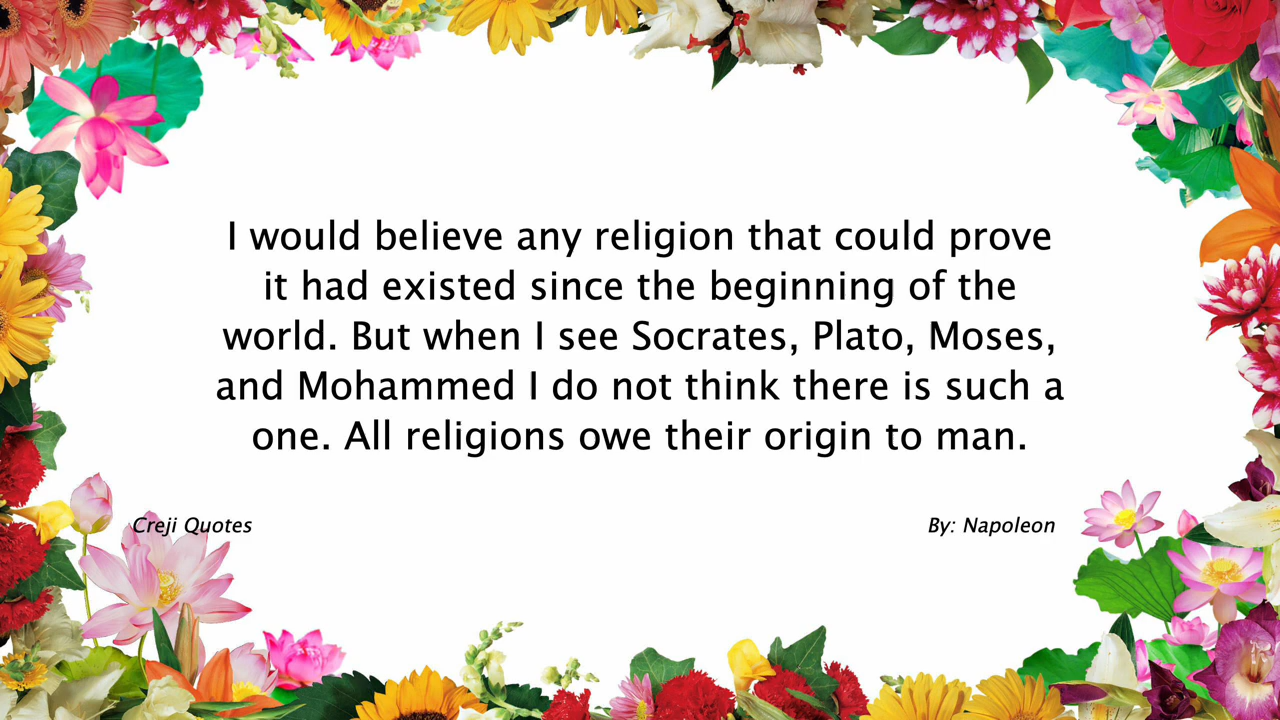 I would believe any religion that could prove
it had existed since the beginning of the
world. But when I see Socrates, Plato, Moses,
and Mohammed I do not think there is such a
one. All religions owe their origin to man.
Creji Quotes
By: Napoleon